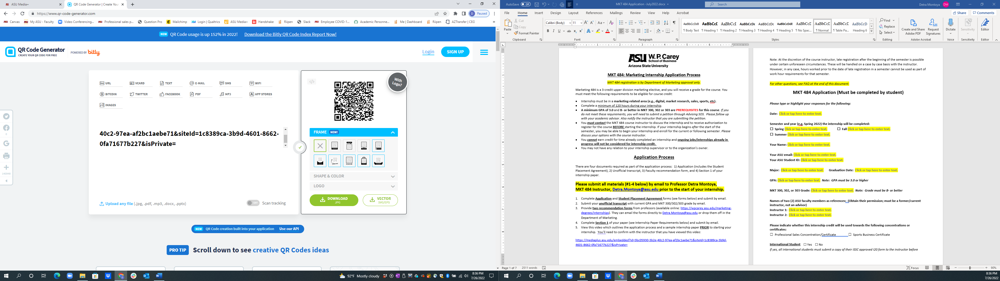 ASU Media+
QR Code Generator | Create Your
https://www.qr-code-generator.com
Paused
Canvas
My ASU - Faculty
Video Conferencing...
Professional sales p...
Question Pro
Mailchimp
Login | Qualtrics
ASU Media+
Handshake
Riipen
Slack
Employee COVID-1...
Academic Personne...
Me | Dashboard
Riipen
AZTransfer | CEG
NEW QR Code usage is up 152% in 2022! Download the Bitly QR Code Index Report Now!
QR Code Generator
CREATE YOUR QR CODE FOR FREE
POWERED BY bitly
Login
SIGN UP
URL VCARD TEXT E-MAIL SMS WIFI
BITCOIN TWITTER FACEBOOK PDF MP3 APP STORES
IMAGES
With Logo?
40c2-97ea-af2bc1aebe71&siteId=1c8389ca-3b9d-4601-8662-
0fa71677b227&isPrivate=
FRAME NEW!
SHAPE & COLOR
LOGO
DOWNLOAD
.JPG
VECTOR
SVG/EPS
Upload any file (.jpg, .pdf, .mp3, .docx, .pptx)
OFF Scan tracking
NEW QR Code creation built into your application Use our API
PRO TIP Scroll down to see creative QR Codes ideas
92°F Mostly cloudy
8:36 PM
7/26/2022
AutoSave Off
MKT 484 Application -July2022.docx
Search
Detra Montoya DM
File Home Insert Design Layout References Mailings Review View Help Acrobat
Share Comments
Paste Cut
Copy
Format Painter
Clipboard
Calibri (Body) 11
Font
Paragraph
Body Text Heading 1 Heading 2 Heading 3 Heading 4 Heading 5 No Spac... Normal Table Pa... Heading 6
Styles
Find
Replace
Select
Editing
Create and Share Adobe PDF
Request Signatures
Adobe Acrobat
Dictate
Voice
Sensitivity
Sensitivity
Editor
Editor
ASU W. P. Carey
School of Business
Arizona State University
MKT 484: Marketing Internship Application Process
MKT 484 registration is by Department of Marketing approval only.
Marketing 484 is a 3-credit upper division marketing elective, and you will receive a grade for the course. You
must meet the following requirements to be eligible for course credit:
• Internship must be in a marketing-related area (e.g., digital, market research, sales, sports, etc).
• Complete a minimum of 120 hours during your internship.
• A minimum GPA of 3.0 and B- or better in MKT 300, 302 or 303 are PREREQUISITES for this course. If you
do not meet these requirements, you will need to submit a petition through Advising SOS. Please follow up
with your academic advisor. Also notify the instructor that you are submitting the petition.
• You must contact the MKT 484 course instructor to discuss the internship and to receive authorization to
register for the course BEFORE starting the internship. If your internship begins after the start of the
semester, you may be able to begin your internship and enroll for the current or following semester. Please
discuss your options with the course instructor.
• You cannot earn credit for time already completed an internship and ongoing jobs/internships already in
progress will not be considered for internship credit.
• You may not have any relation to your internship supervisor or to the organization's owner.
Application Process
There are four documents required as part of the application process: 1) Application (includes the Student
Placement Agreement), 2) Unofficial transcript, 3) Faculty recommendation form, and 4) Section 1 of your
internship paper.
Please submit all materials (#1-4 below) by email to Professor Detra Montoya,
MKT 484 Instructor, Detra.Montoya@asu.edu prior to the start of your internship.
1. Complete Application and Student Placement Agreement forms (see forms below) and submit by email.
2. Submit your unofficial transcript with current GPA and MKT 300/302/303 grade by email.
3. Provide two recommendation forms from professors (available online: https://wpcarey.asu.edu/marketing-
degrees/internships). They can email the forms directly to Detra.Montoya@asu.edu or drop them off in the
Department of Marketing.
4. Complete Section 1 of your paper (see Internship Paper Requirements below) and submit by email.
5. View this video which outlines the application process and a sample internship paper PRIOR to starting your
internship. You'll need to confirm with the instructor that you have viewed this video:
https://mediaplus.asu.edu/embedded?id=3bc05930-3b2e-40c2-97ea-af2bc1aebe71&siteId=1c8389ca-3b9d-
4601-8662-0fa71677b227&isPrivate=
Note: At the discretion of the course instructor, late registration after the beginning of the semester is possible
under certain unforseen circumstances. These will be handled on a case by case basis with the instructor.
However, in any case, hours worked prior to the date of late registration in a semester cannot be used as part of
work hour requirements for that semester.
For other questions, see FAQ at the end of this document.
MKT 484 Application (Must be completed by student)
Please type or highlight your responses for the following:
Date: Click or tap here to enter text.
Semester and year (e.g, Spring 2022) the internship will be completed:
☐ Spring Click or tap here to enter text. ☐ Fall Click or tap here to enter text.
☐ Summer Click or tap here to enter text.
Your Name: Click or tap here to enter text.
Your ASU email: Click or tap here to enter text.
Your ASU Student ID: Click or tap here to enter text.
Major: Click or tap here to enter text. Graduation Date: Click or tap here to enter text.
GPA: Click or tap here to enter text. Note: GPA must be 3.0 or higher
MKT 300, 302, or 303 Grade: Click or tap here to enter text. Note: Grade must be B- or better
Names of two (2) ASU faculty members as references: (Obtain their permission; must be a former/current
instructor, not an advisor)
Instructor 1: Click or tap here to enter text.
Instructor 2: Click or tap here to enter text.
Please indicate whether this internship credit will be used towards the following concentrations or
certificates:
☐ Professional Sales Concentration/Certificate ☐ Sports Business Certificate
International Student ☐ Yes ☐ No
If yes, all international students must submit a copy of their ISSC approved I20 form to the instructor before
Page 1 of 7 2511 words
Focus
90%
8:36 PM
7/26/2022